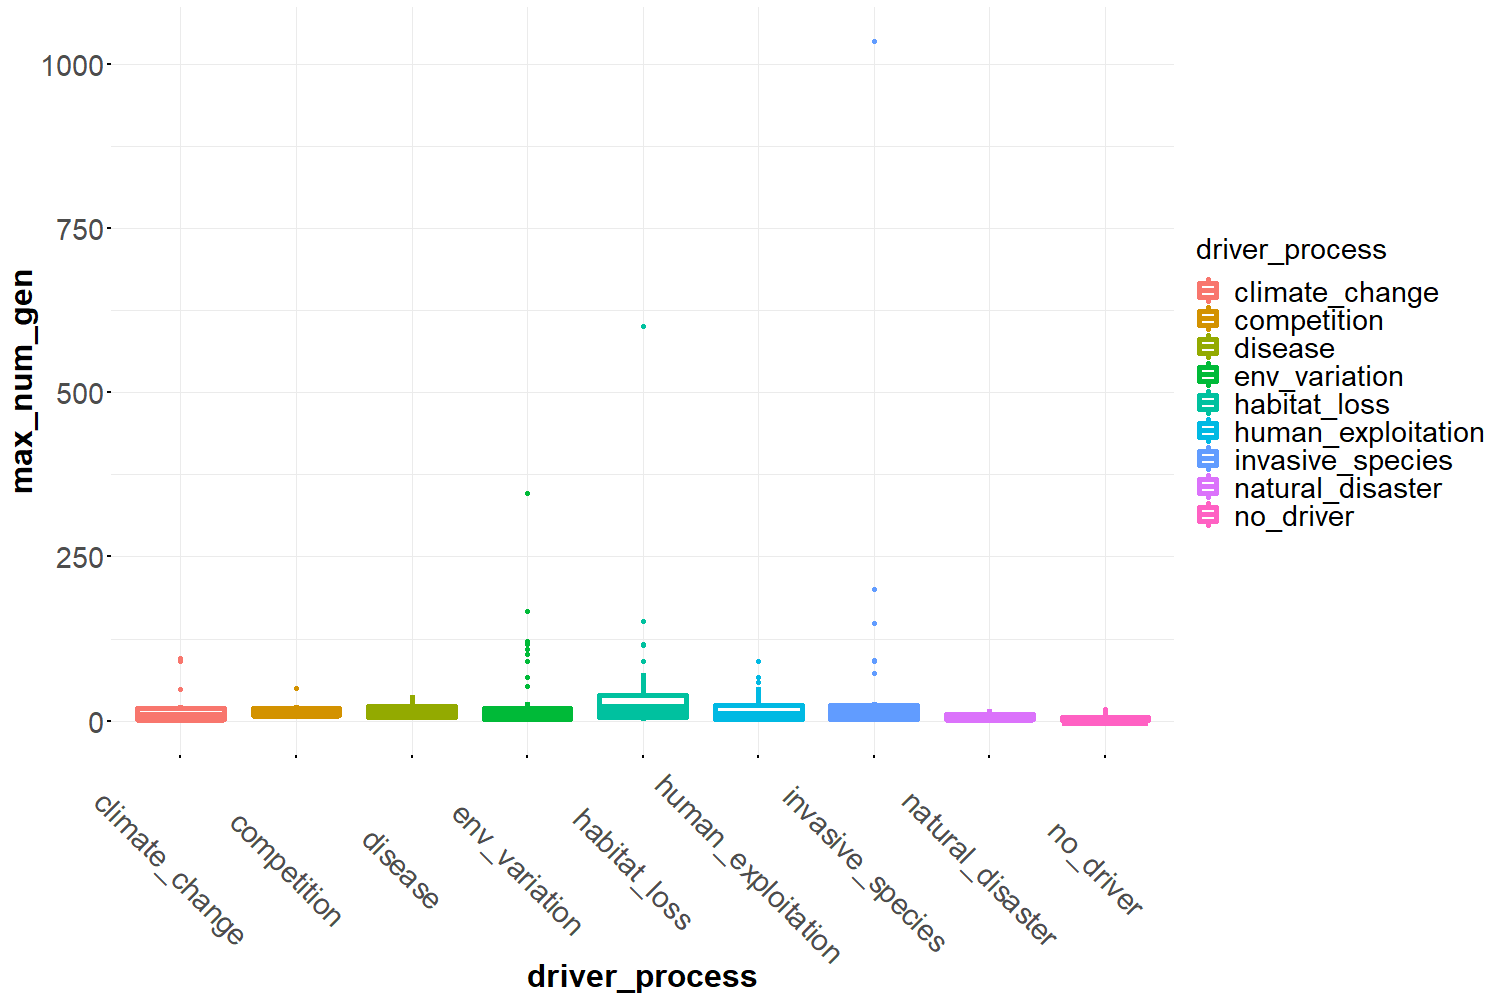 max_num_gen
1000
750
500
250
0
climate_change
competition
disease
env_variation
habitat_loss
human_exploitation
invasive_species
natural_disaster
no_driver
driver_process
driver_process
climate_change
competition
disease
env_variation
habitat_loss
human_exploitation
invasive_species
natural_disaster
no_driver